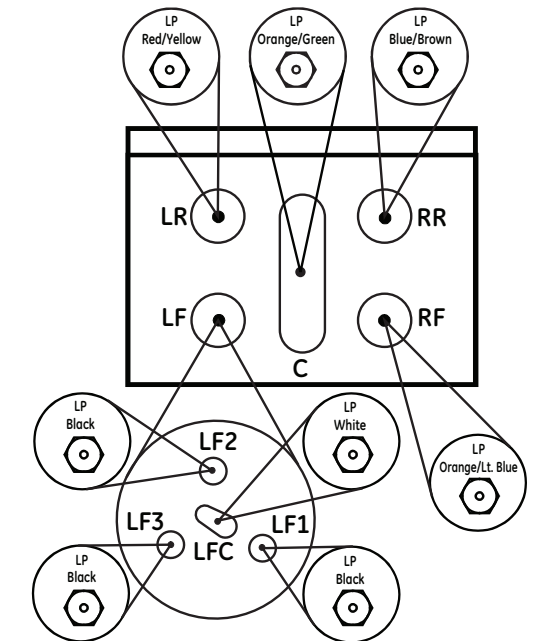 LP
Red/Yellow
LP
Orange/Green
LP
Blue/Brown
LR
RR
LF
RF
C
LP
Black
LP
White
LP
Orange/Lt. Blue
LF2
LF3
LFC
LF1
LP
Black
LP
Black